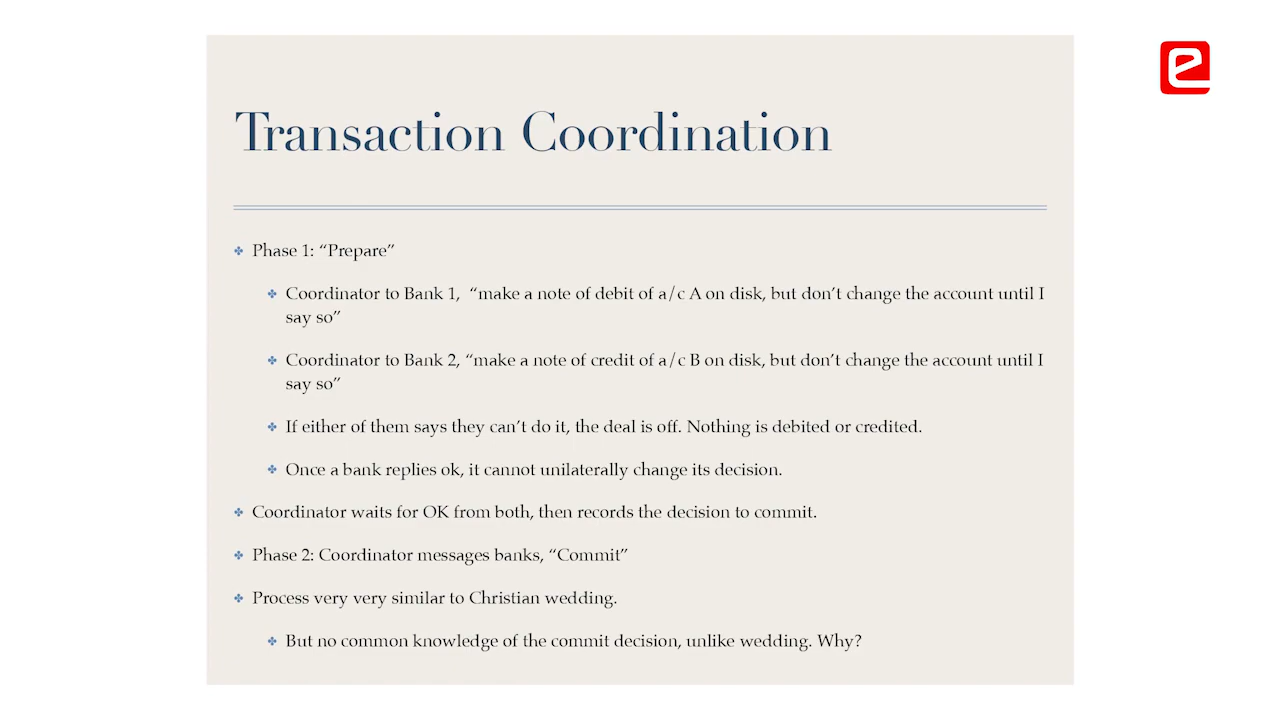 Transaction Coordination
Phase 1: “Prepare”
Coordinator to Bank 1, “make a note of debit of a/c A on disk, but don’t change the account until I
say so”
Coordinator to Bank 2, “make a note of credit of a/c B on disk, but don’t change the account until I
say so”
If either of them says they can’t do it, the deal is off. Nothing is debited or credited.
Once a bank replies ok, it cannot unilaterally change its decision.
Coordinator waits for OK from both, then records the decision to commit.
Phase 2: Coordinator messages banks, “Commit”
Process very very similar to Christian wedding.
But no common knowledge of the commit decision, unlike wedding. Why?
e